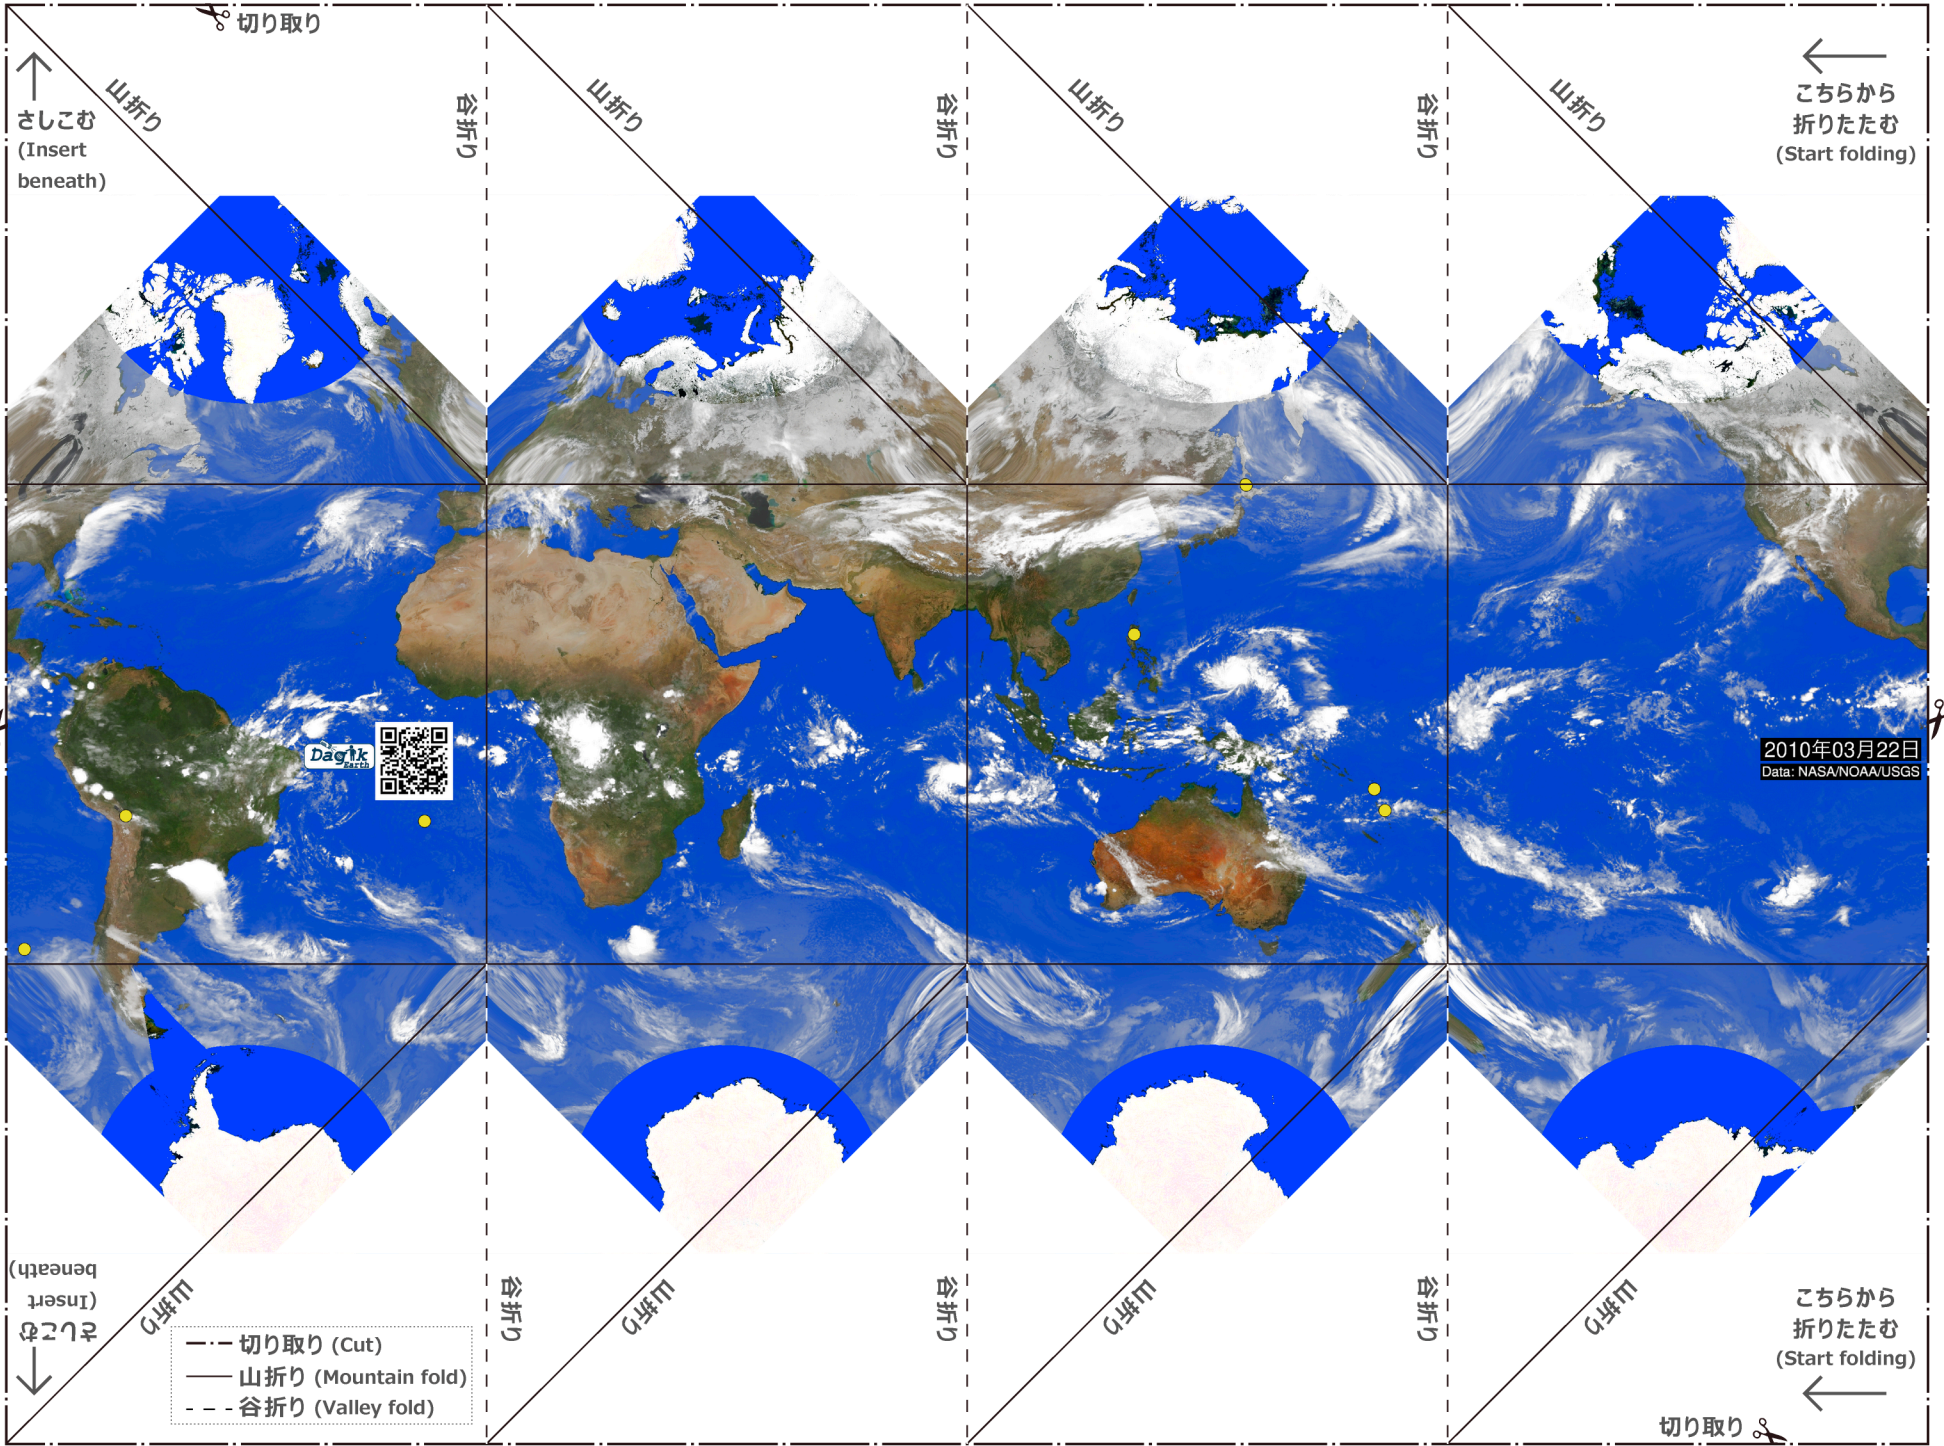 切り取り
山折り
谷折り
山折り
谷折り
山折り
谷折り
山折り
さしこむ
(Insert
beneath)
こちらから
折りたたむ
(Start folding)
Dagik
Earth
2010年03月22日
Data: NASA/NOAA/USGS
さしこむ
(Insert
beneath)
山折り
谷折り
山折り
谷折り
山折り
谷折り
山折り
こちらから
折りたたむ
(Start folding)
切り取り (Cut)
山折り (Mountain fold)
谷折り (Valley fold)
切り取り